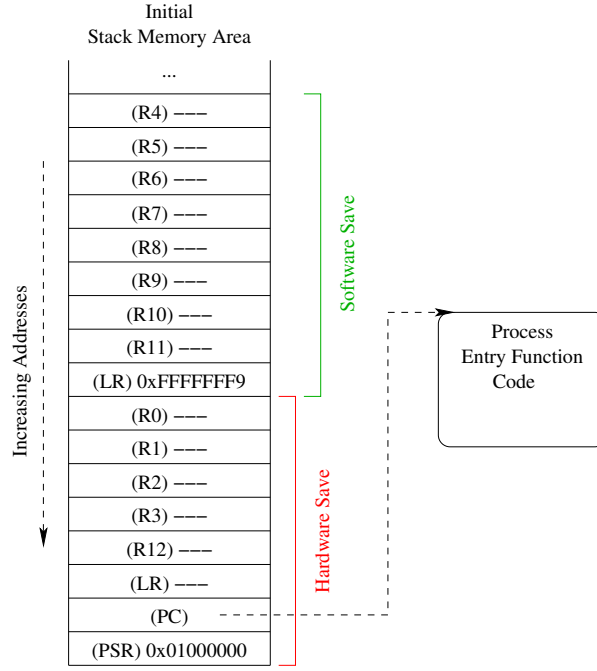 Initial
Stack Memory Area
...
(R4) −−−
(R5) −−−
(R6) −−−
(R7) −−−
(R8) −−−
(R9) −−−
(R10) −−−
(R11) −−−
(LR) 0xFFFFFFF9
(R0) −−−
(R1) −−−
(R2) −−−
(R3) −−−
(R12) −−−
(LR) −−−
(PC)
(PSR) 0x01000000
Increasing Addresses
Software Save
Hardware Save
Process
Entry Function
Code